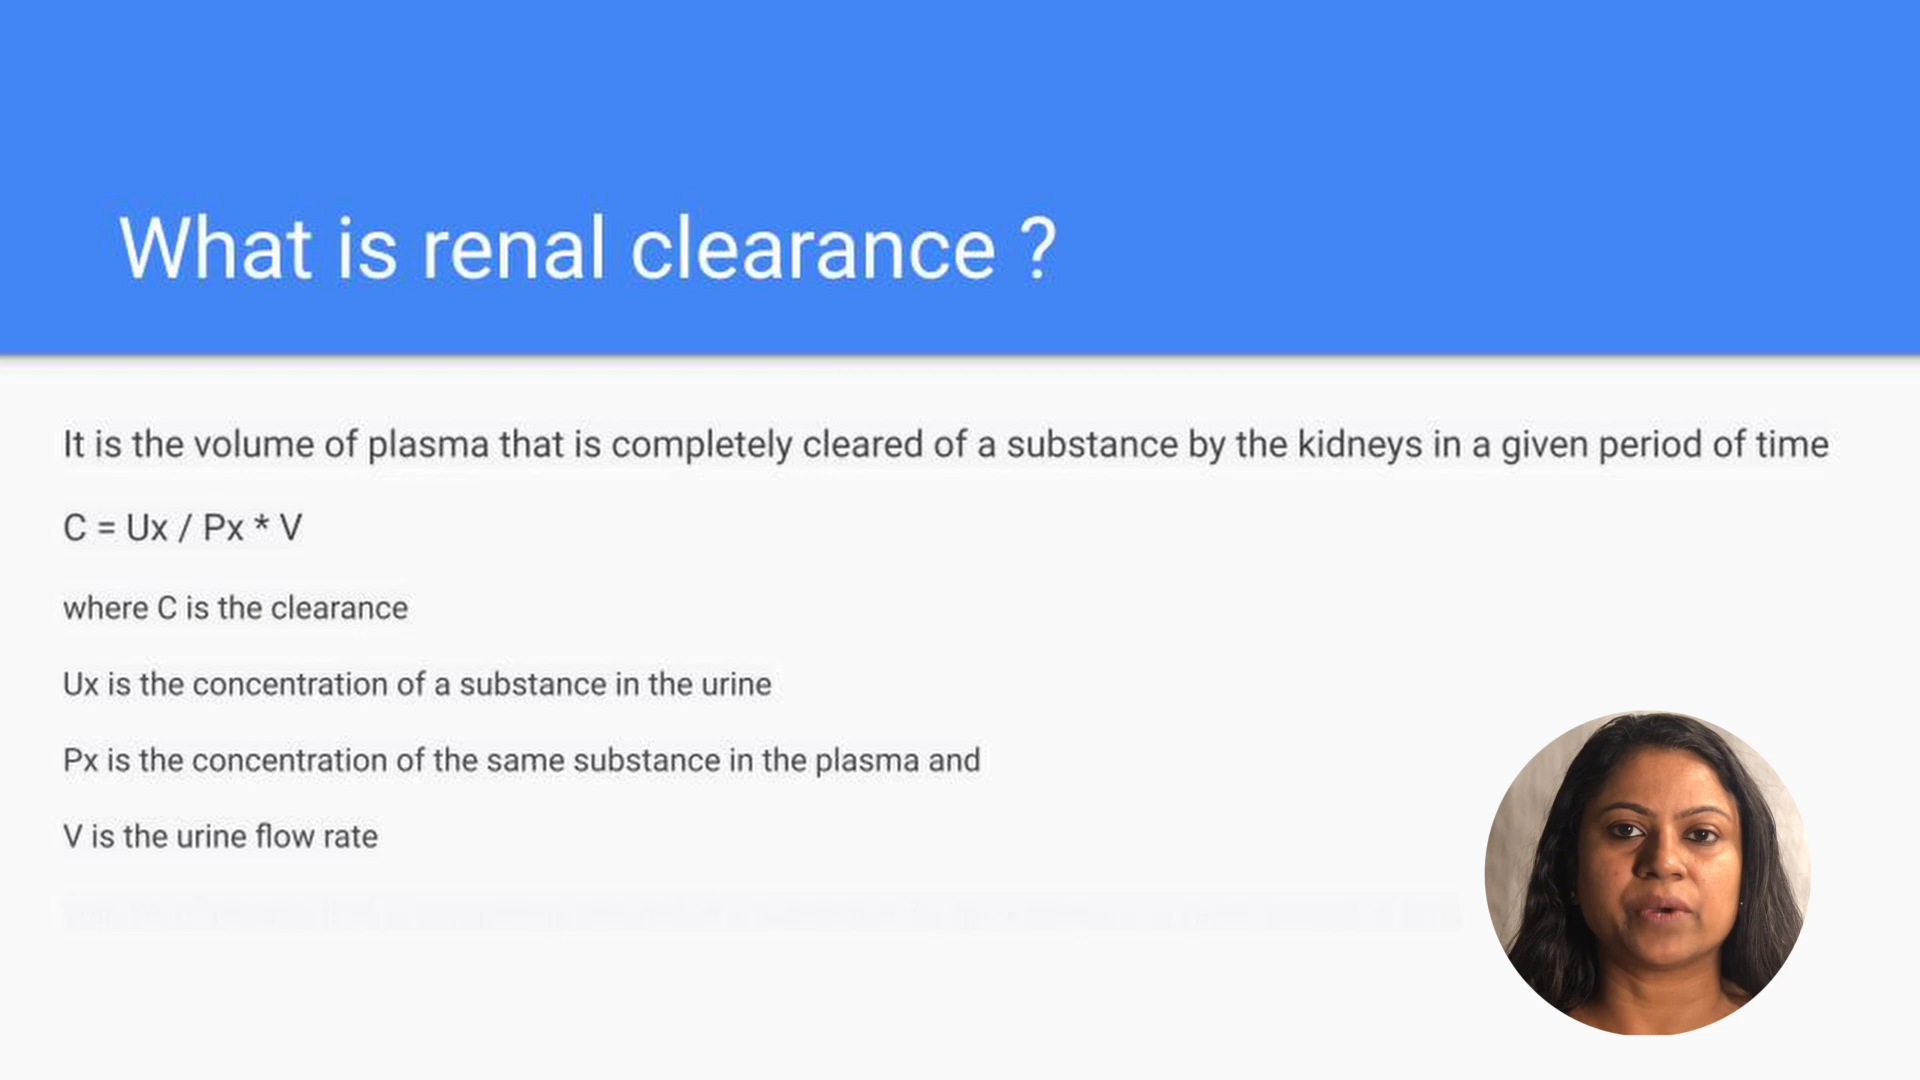 What is renal clearance ?
It is the volume of plasma that is completely cleared of a substance by the kidneys in a given period of time
C = Ux / Px * V
where C is the clearance
Ux is the concentration of a substance in the urine
Px is the concentration of the same substance in the plasma and
V is the urine flow rate